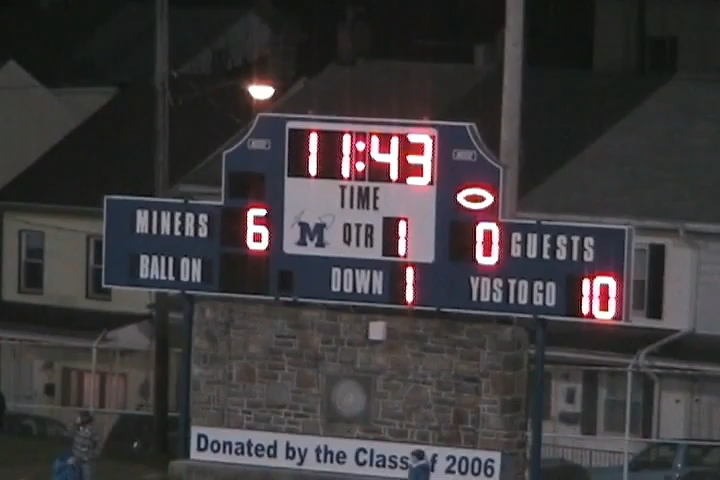 11:43
TIME
MINERS 6 M QTR 1 0 GUESTS
BALL ON DOWN 1 YDS TO GO 10
Donated by the Class of 2006